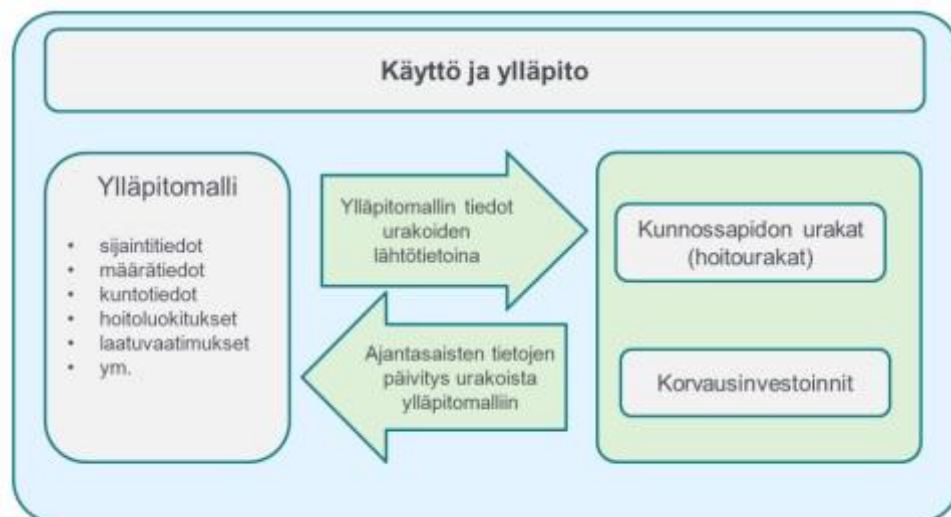 Käyttö ja ylläpito
Ylläpitomalli
• sijaintitiedot
• määrätiedot
• kuntotiedot
• hoitoluokitukset
• laatuvaatimukset
• ym.
Ylläpitomallin tiedot
urakoiden
lähtötietoina
Ajantasaisten tietojen
päivitys urakoista
ylläpitomalliin
Kunnossapidon urakat
(hoitourakat)
Korvausinvestoinnit